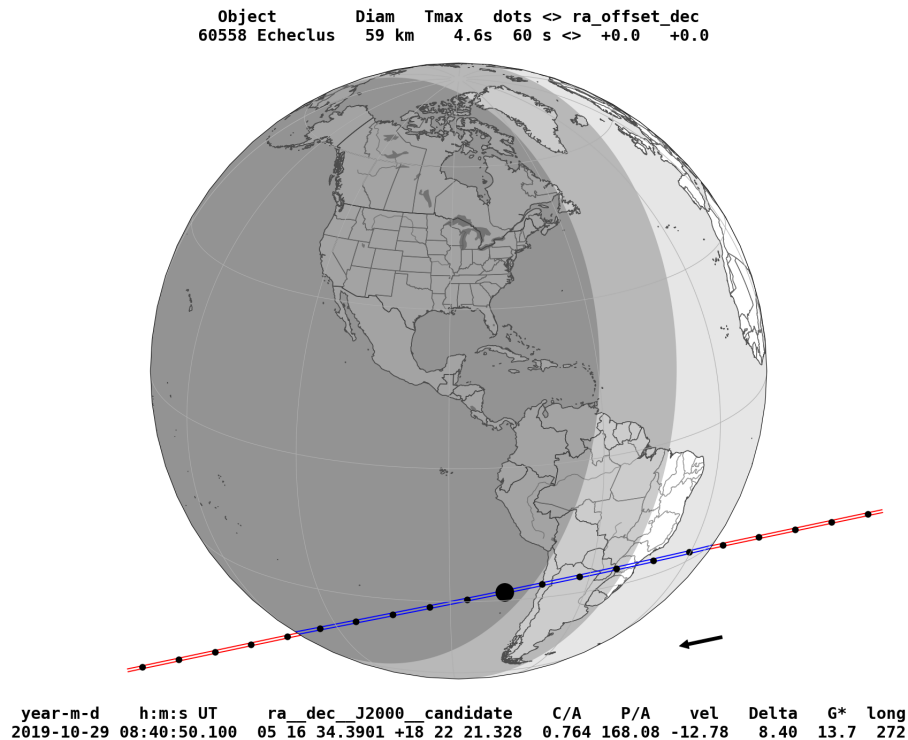 Object Diam Tmax dots <> ra_offset_dec
60558 Echeclus 59 km 4.6s 60 s <> +0.0 +0.0
year-m-d h:m:s UT ra__dec__J2000__candidate C/A P/A vel Delta G* long
2019-10-29 08:40:50.100 05 16 34.3901 +18 22 21.328 0.764 168.08 -12.78 8.40 13.7 272